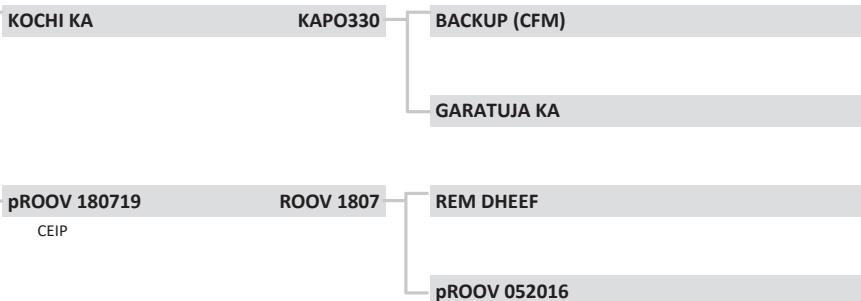 KOCHI KA KAPO330 BACKUP (CFM)
GARATUJA KA
pROOV 180719 ROOV 1807 REM DHEEF
CEIP
pROOV 052016